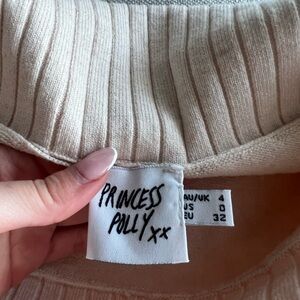 PRINCESS
POLLY xx
AU/UK 4
US 0
EU 32